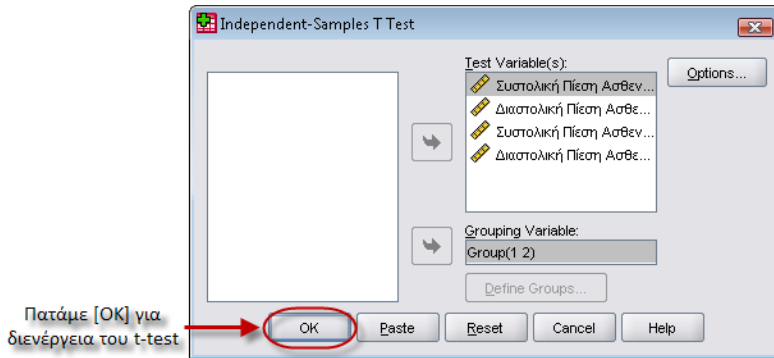 Independent-Samples T Test
Test Variable(s):
Συστολική Πίεση Ασθεν...
Διαστολική Πίεση Ασθε...
Συστολική Πίεση Ασθεν...
Διαστολική Πίεση Ασθε...
Options...
Grouping Variable:
Group(1 2)
Define Groups...
Πατάμε [OK] για
διενέργεια του t-test
OK Paste Reset Cancel Help